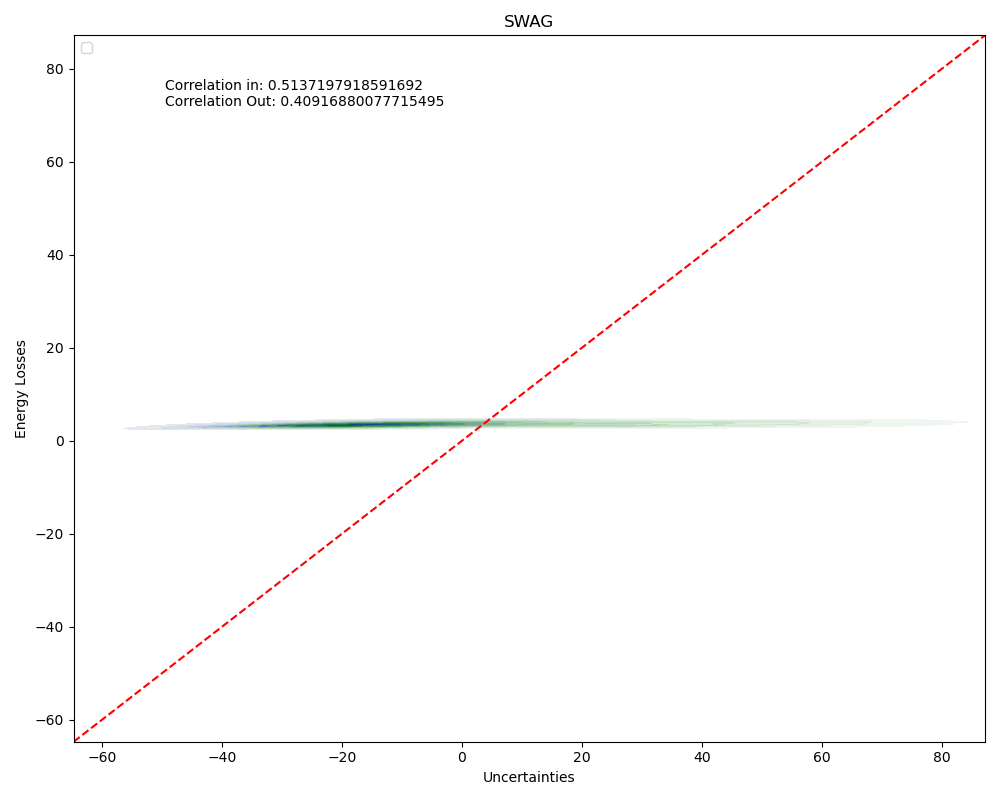 SWAG
Correlation in: 0.5137197918591692
Correlation Out: 0.40916880077715495
80
60
40
20
0
−20
−40
−60
Energy Losses
−60 −40 −20 0 20 40 60 80
Uncertainties